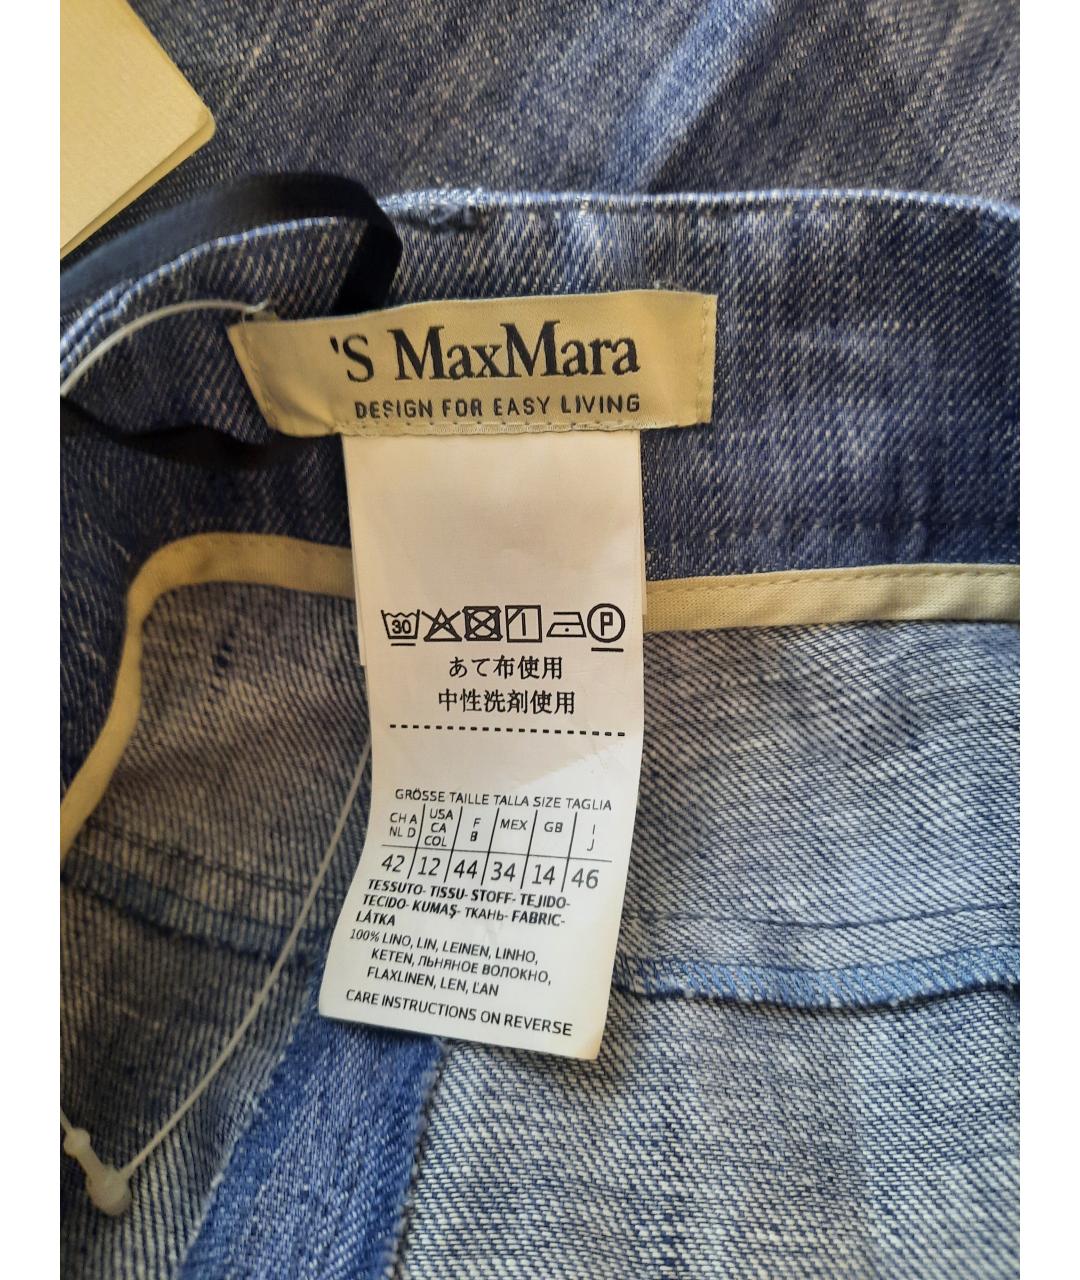 'S MaxMara
DESIGN FOR EASY LIVING
30 P
あて布使用
中性洗剤使用
GRÖSSE TAILLE TALLA SIZE TAGLIA
CH A NL D USA CA COL F B MEX GB I J
42 12 44 34 14 46
TESSUTO- TISSU- STOFF- TEJIDO-
TECIDO- KUMAŞ- ТКАНЬ- FABRIC-
LÁTKA
100% LINO, LIN, LEINEN, LINHO,
KETEN, ЛЬНЯНОЕ ВОЛОКНО,
FLAXLINEN, LEN, ĽAN
CARE INSTRUCTIONS ON REVERSE